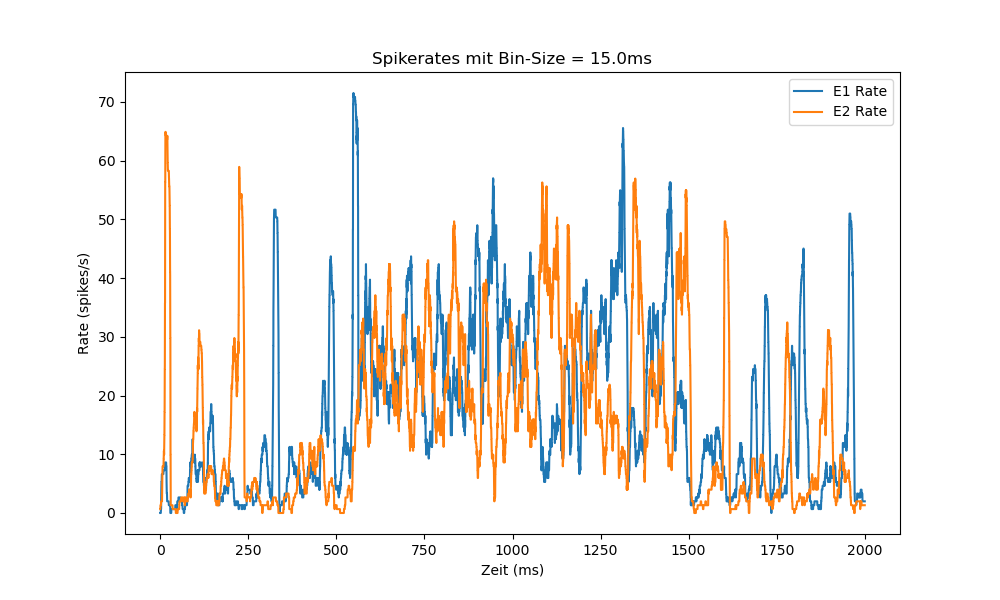 Spikerates mit Bin-Size = 15.0ms
E1 Rate
E2 Rate
Rate (spikes/s)
70
60
50
40
30
20
10
0
0 250 500 750 1000 1250 1500 1750 2000
Zeit (ms)